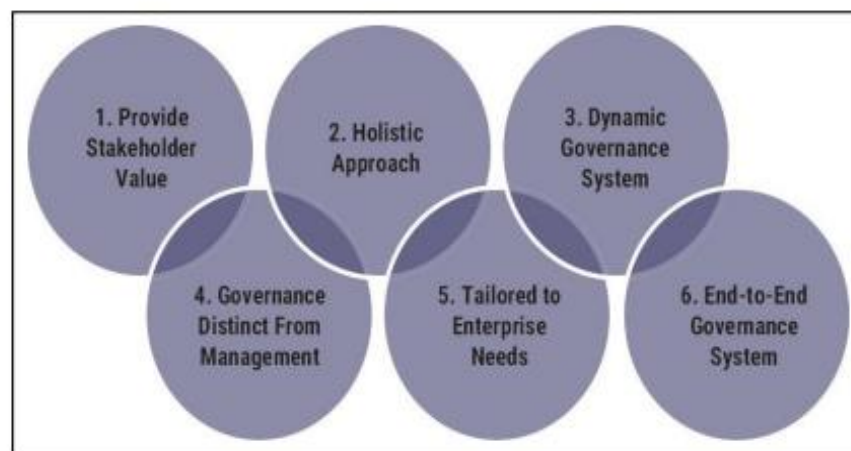 1. Provide
Stakeholder
Value
2. Holistic
Approach
3. Dynamic
Governance
System
4. Governance
Distinct From
Management
5. Tailored to
Enterprise
Needs
6. End-to-End
Governance
System